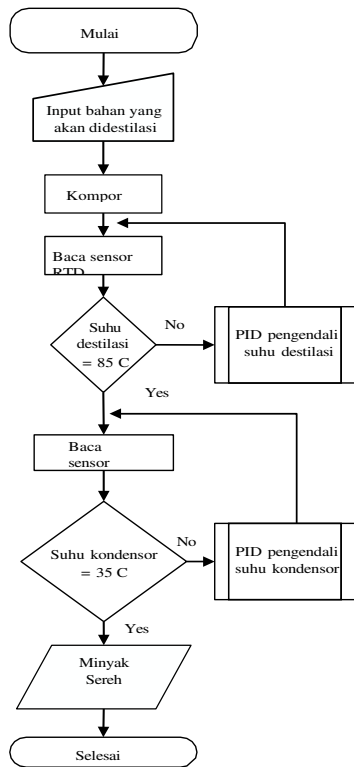 Mulai
Input bahan yang
akan didestilasi
Kompor
Baca sensor
RTD
Suhu
destilasi
= 85 C
No
PID pengendali
suhu destilasi
Yes
Baca
sensor
Suhu kondensor
= 35 C
No
PID pengendali
suhu kondensor
Yes
Minyak
Sereh
Selesai